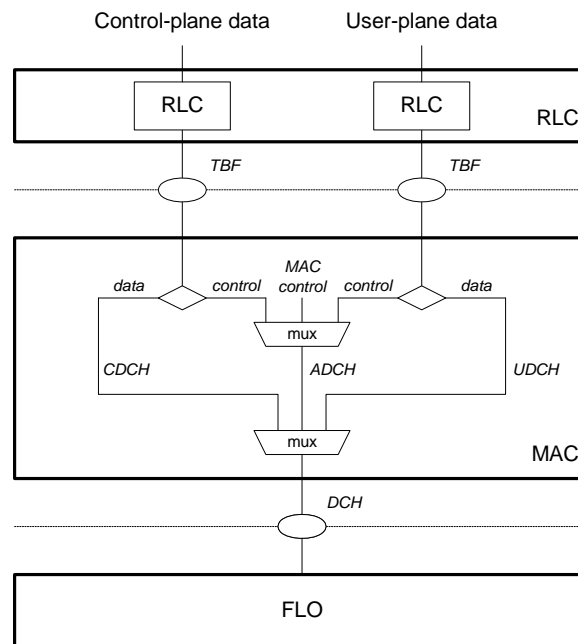 Control-plane data User-plane data
RLC RLC
RLC
TBF TBF
MAC
data control control control data
mux
CDCH ADCH UDCH
mux
MAC
DCH
FLO